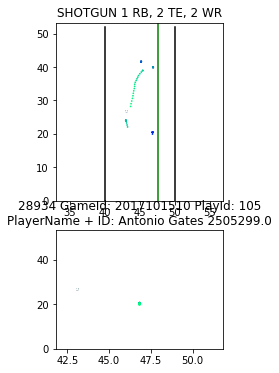 SHOTGUN 1 RB, 2 TE, 2 WR
50
40
30
20
10
0
35 40 45 50 55
GameId: 2017101510 PlayId: 105
PlayerName + ID: Antonio Gates 2505299.0
40
20
0
42.5 45.0 47.5 50.0